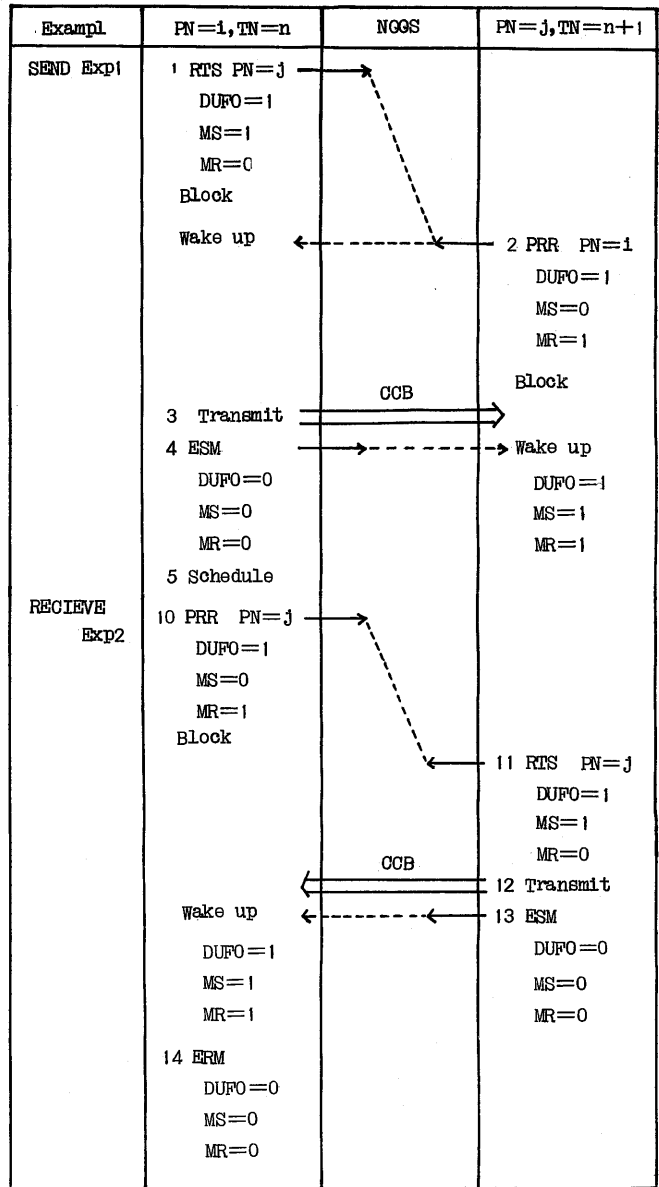 Exampl PN=i,TN=n NOOS PN=j,TN=n+1
SEND Exp1 1 RTS PN=j
DUFO=1
MS=1
MR=0
Block
Wake up 2 PRR PN=i
DUFO=1
MS=0
MR=1
Block
CCB
3 Transmit
4 ESM Wake up
DUFO=0 DUFO=1
MS=0 MS=1
MR=0 MR=1
5 Schedule
RECIEVE 10 PRR PN=j
Exp2
DUFO=1
MS=0
MR=1
Block
11 RTS PN=j
DUFO=1
MS=1
MR=0
CCB
12 Transmit
Wake up 13 ESM
DUFO=1 DUFO=0
MS=1 MS=0
MR=1 MR=0
14 ERM
DUFO=0
MS=0
MR=0